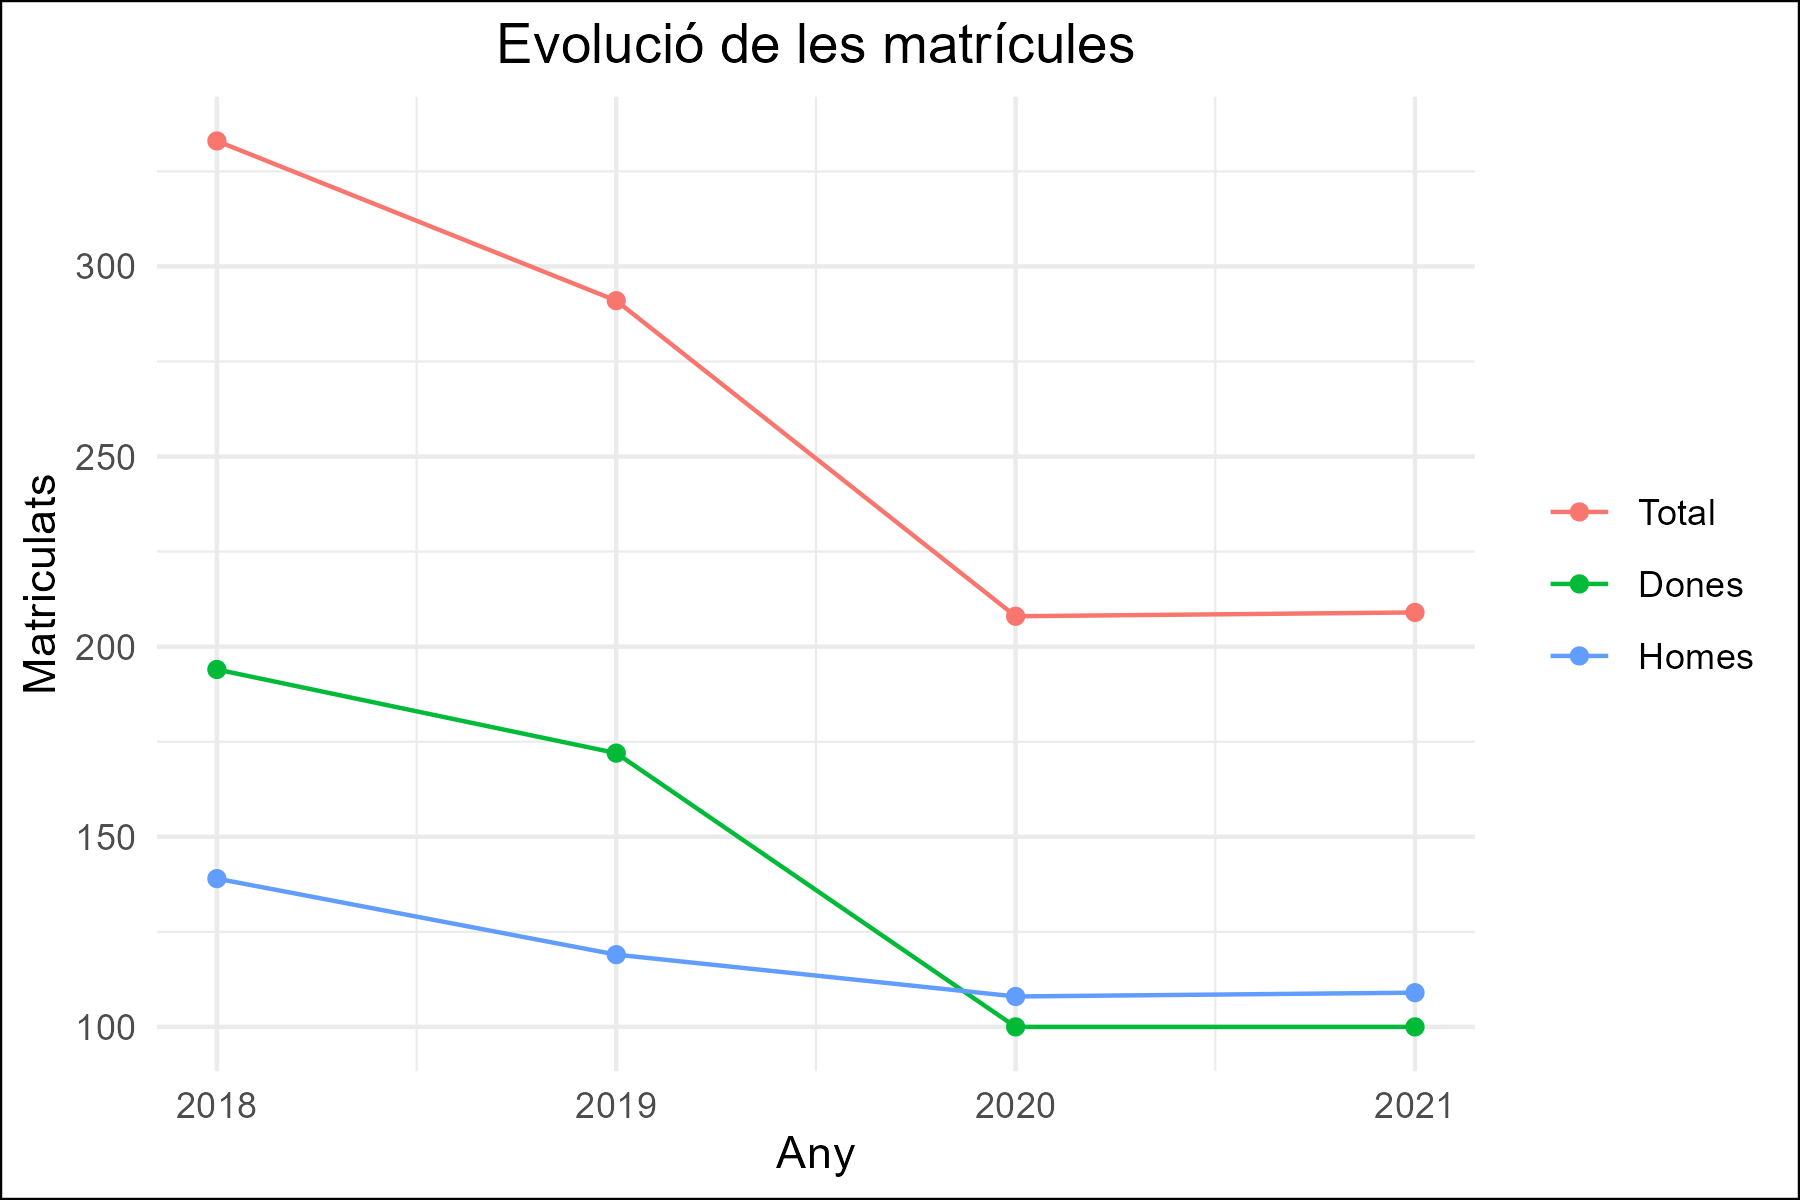 Evolució de les matrícules
Matriculats
300
250
200
150
100
2018 2019 2020 2021
Any
Total
Dones
Homes